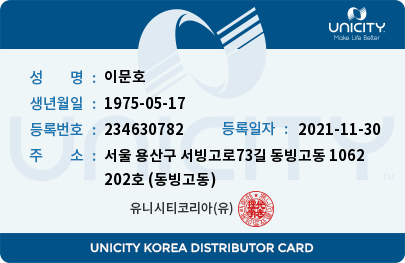 UNICITY
Make Life Better
성 명 : 이문호
생년월일 : 1975-05-17
등록번호 : 234630782 등록일자 : 2021-11-30
주 소 : 서울 용산구 서빙고로73길 동빙고동 1062
202호 (동빙고동)
유니시티코리아(유)
UNICITY
TM
UNICITY KOREA DISTRIBUTOR CARD